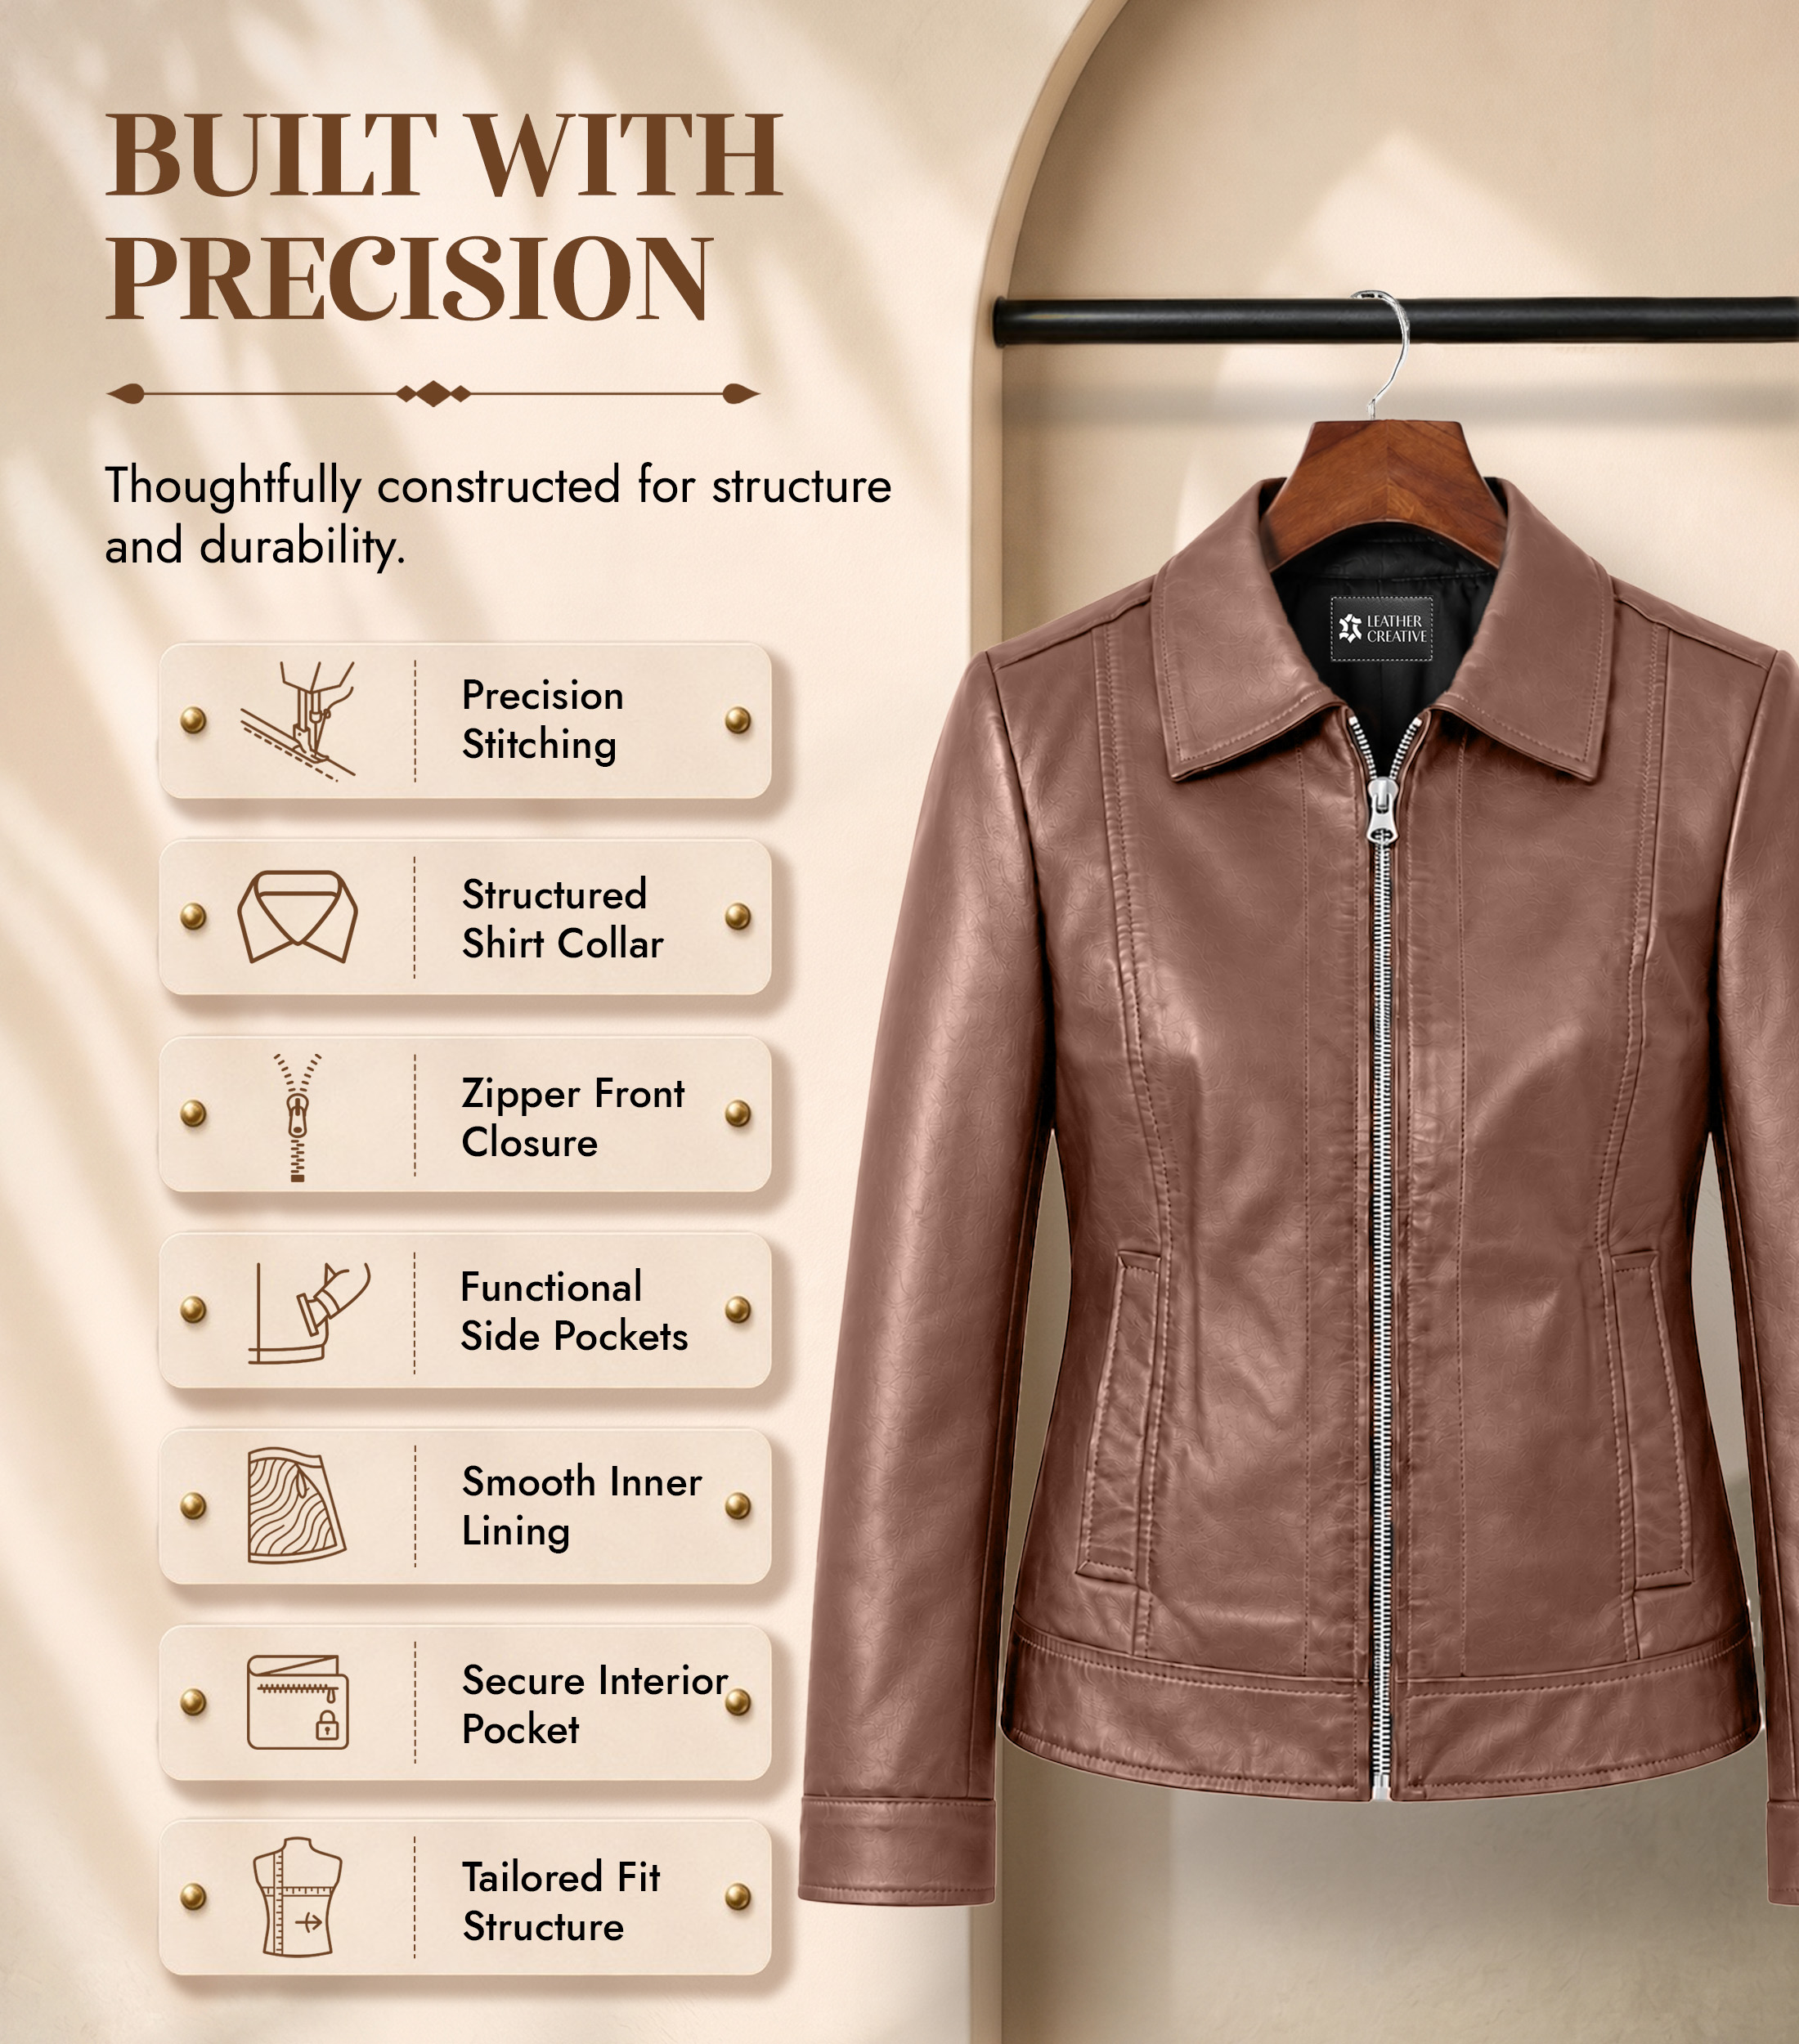 BUILT WITH
PRECISION
Thoughtfully constructed for structure
and durability.
Precision
Stitching
Structured
Shirt Collar
Zipper Front
Closure
Functional
Side Pockets
Smooth Inner
Lining
Secure Interior
Pocket
Tailored Fit
Structure
LEATHER
CREATIVE